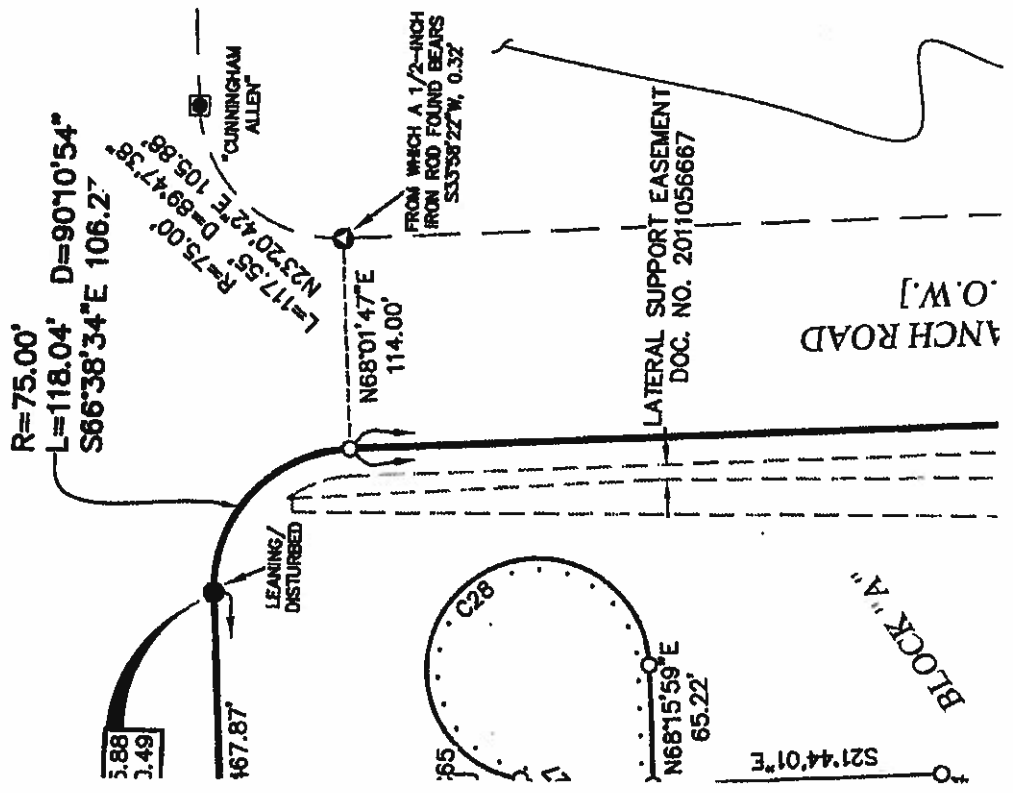 R=75.00'
L=118.04' D=90°10'54"
S66°38'34"E 106.2
R=75.00'
L=117.55' D=89°47'38"
N23°20'42"E 105.88'
"CUNNINGHAM
ALLEN"
FROM WHICH A 1/2-INCH
IRON ROD FOUND BEARS
S33°58'22"W, 0.32'
N68°01'47"E
114.00'
LATERAL SUPPORT EASEMENT
DOC. NO. 2011056667
ANCH ROAD
.O.W.]
LEANING/
DISTURBED
5.88
0.49
467.87'
C28
65
N68°15'59"E
65.22'
BLOCK "A"
S21°44'01"E